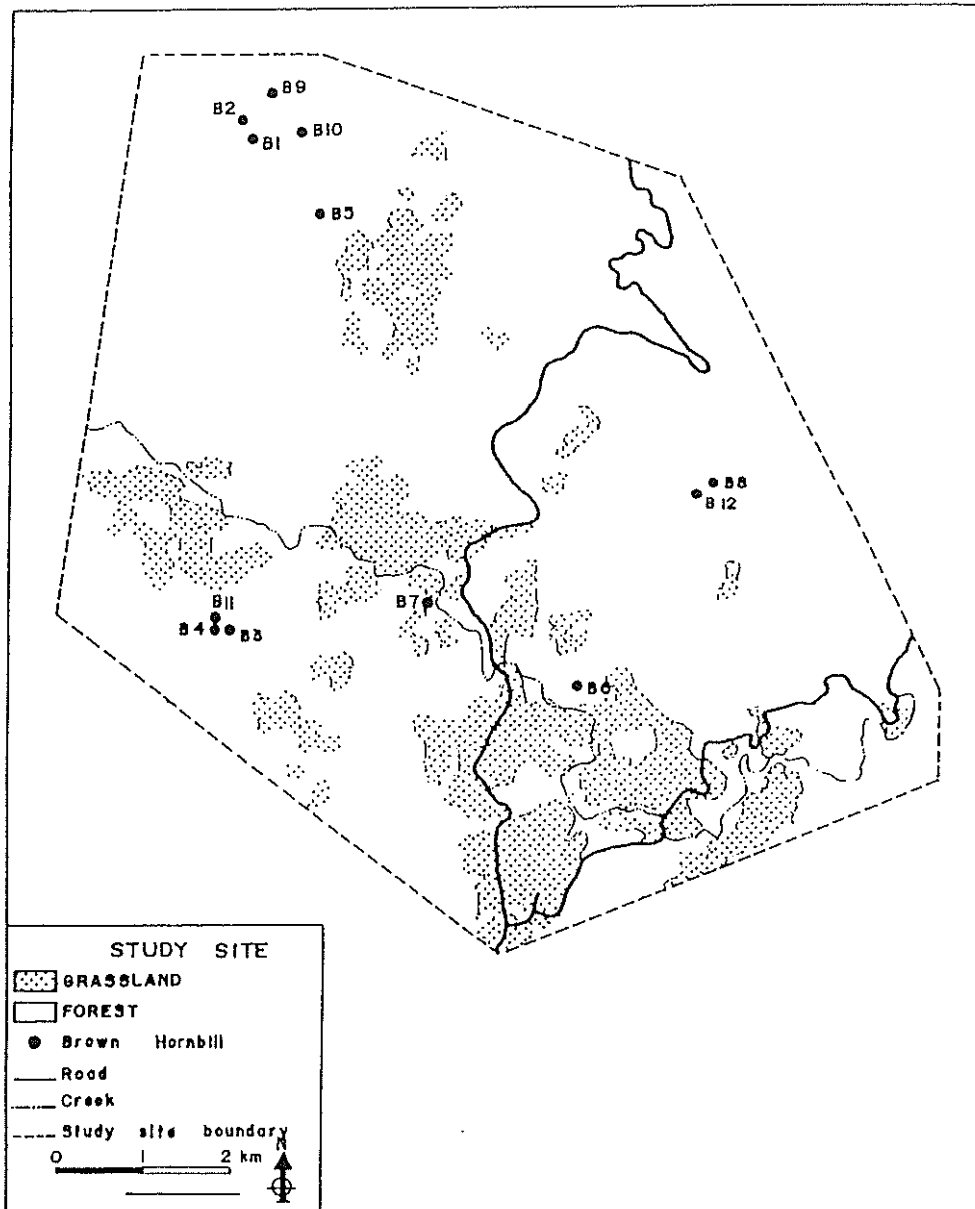 B9
B2
B10
B1
B5
B8
B12
B11
B7
B4 B3
B6
STUDY SITE
GRASSLAND
FOREST
Brown Hornbill
Road
Creek
Study site boundary
N
0 1 2 km